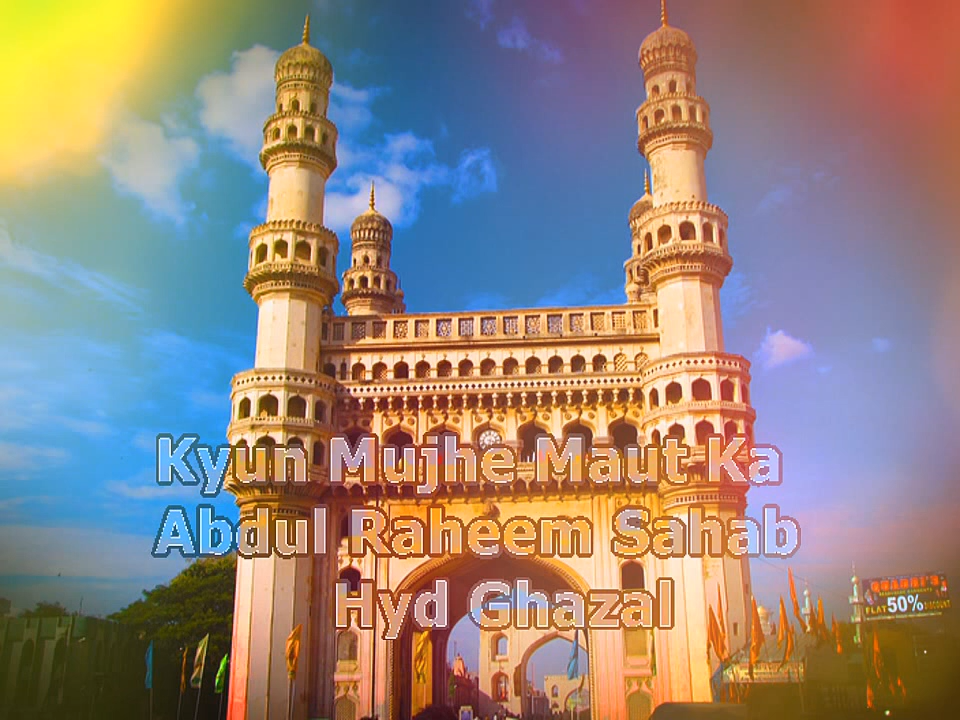 Kyun Mujhe Maut Ka
Abdul Raheem Sahab
Hyd Ghazal
FLAT 50% DISCOUNT